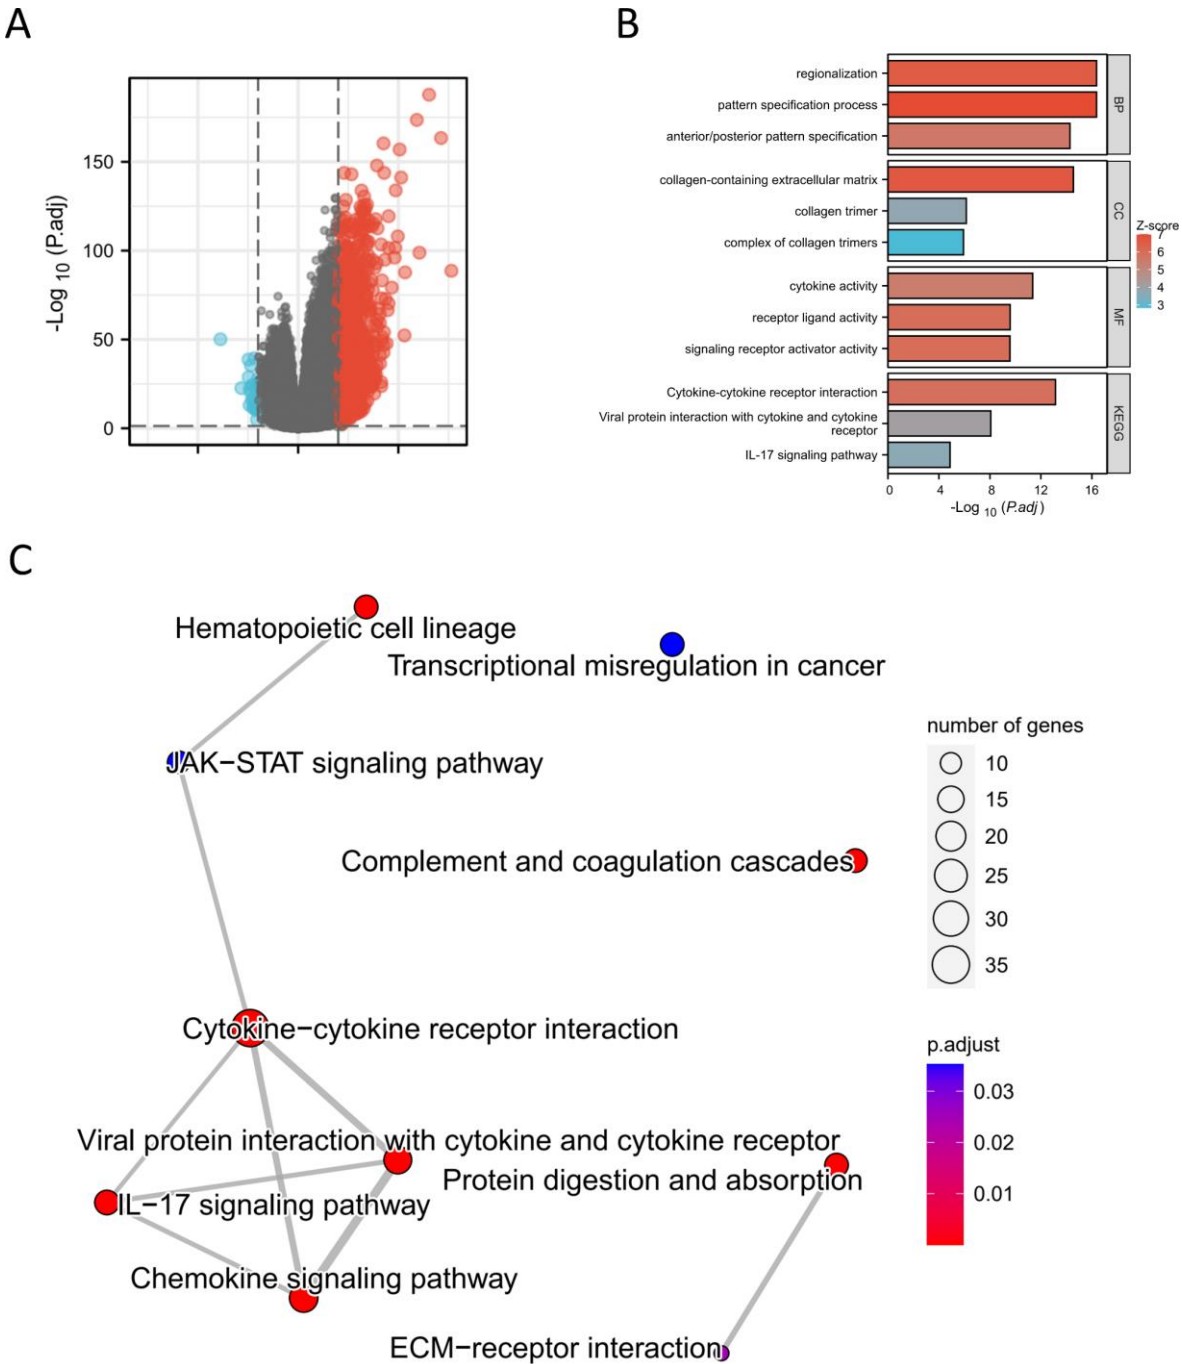 A
-Log 10 (P.adj)
150
100
50
0
B
regionalization
pattern specification process
anterior/posterior pattern specification
BP
collagen-containing extracellular matrix
collagen trimer
complex of collagen trimers
CC
cytokine activity
receptor ligand activity
signaling receptor activator activity
MF
Cytokine-cytokine receptor interaction
Viral protein interaction with cytokine and cytokine
receptor
IL-17 signaling pathway
KEGG
0 4 8 12 16
-Log 10 (P.adj)
Z-score
7
6
5
4
3
C
Hematopoietic cell lineage
Transcriptional misregulation in cancer
JAK−STAT signaling pathway
Complement and coagulation cascades
Cytokine−cytokine receptor interaction
Viral protein interaction with cytokine and cytokine receptor
Protein digestion and absorption
IL−17 signaling pathway
Chemokine signaling pathway
ECM−receptor interaction
number of genes
10
15
20
25
30
35
p.adjust
0.03
0.02
0.01